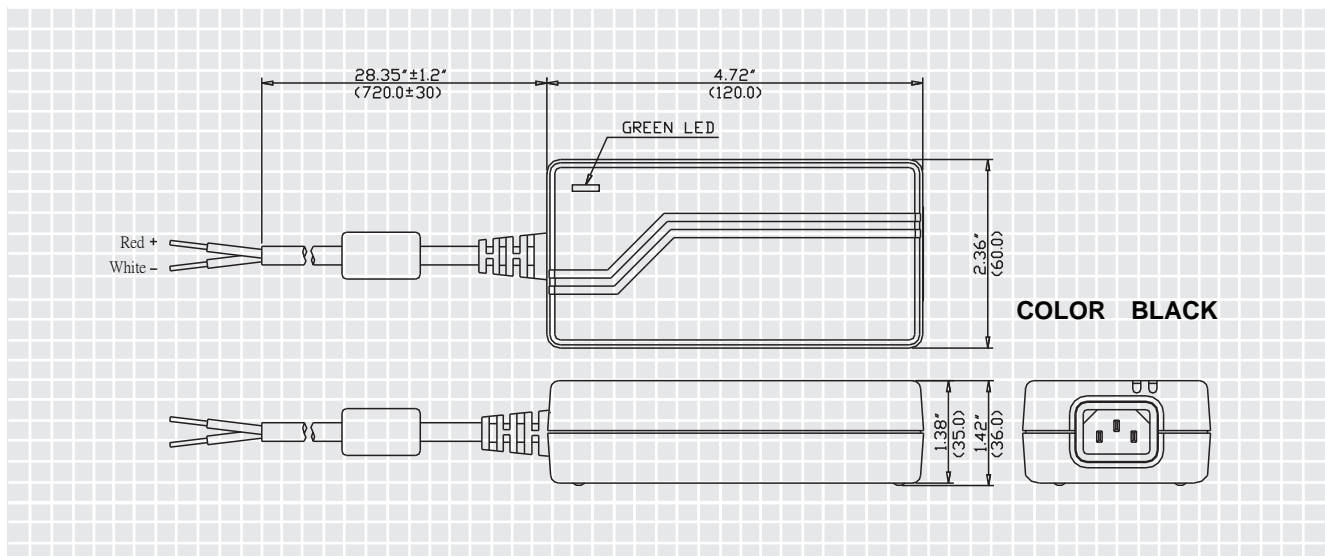 28.35"±1.2"
(720.0±30)
4.72"
(120.0)
GREEN LED
Red +
White –
2.36"
(60.0)
COLOR BLACK
1.38"
(35.0)
1.42"
(36.0)